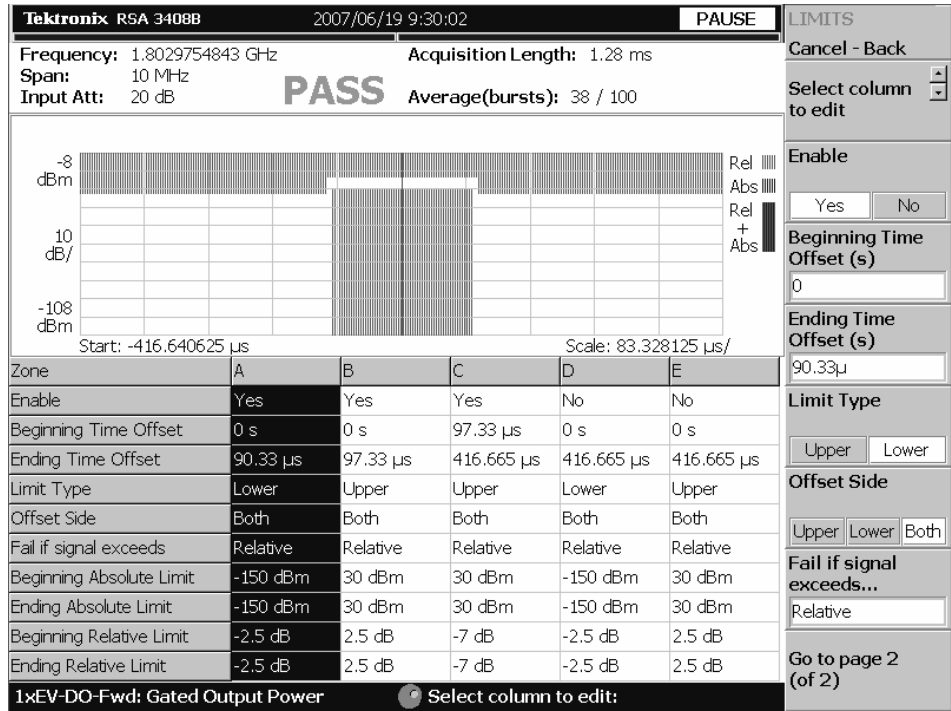 Tektronix RSA 3408B 2007/06/19 9:30:02 PAUSE
Frequency: 1.8029754843 GHz Acquisition Length: 1.28 ms
Span: 10 MHz
Input Att: 20 dB PASS Average(bursts): 38 / 100
-8
dBm
10
dB/
-108
dBm
Rel
Abs
Rel
+
Abs
Start: -416.640625 µs Scale: 83.328125 µs/
Zone A B C D E
Enable Yes Yes Yes No No
Beginning Time Offset 0 s 0 s 97.33 µs 0 s 0 s
Ending Time Offset 90.33 µs 97.33 µs 416.665 µs 416.665 µs 416.665 µs
Limit Type Lower Upper Upper Lower Upper
Offset Side Both Both Both Both Both
Fail if signal exceeds Relative Relative Relative Relative Relative
Beginning Absolute Limit -150 dBm 30 dBm 30 dBm -150 dBm 30 dBm
Ending Absolute Limit -150 dBm 30 dBm 30 dBm -150 dBm 30 dBm
Beginning Relative Limit -2.5 dB 2.5 dB -7 dB -2.5 dB 2.5 dB
Ending Relative Limit -2.5 dB 2.5 dB -7 dB -2.5 dB 2.5 dB
1xEV-DO-Fwd: Gated Output Power Select column to edit:
LIMITS
Cancel - Back
Select column
to edit
Enable
Yes No
Beginning Time
Offset (s)
0
Ending Time
Offset (s)
90.33µ
Limit Type
Upper Lower
Offset Side
Upper Lower Both
Fail if signal
exceeds...
Relative
Go to page 2
(of 2)